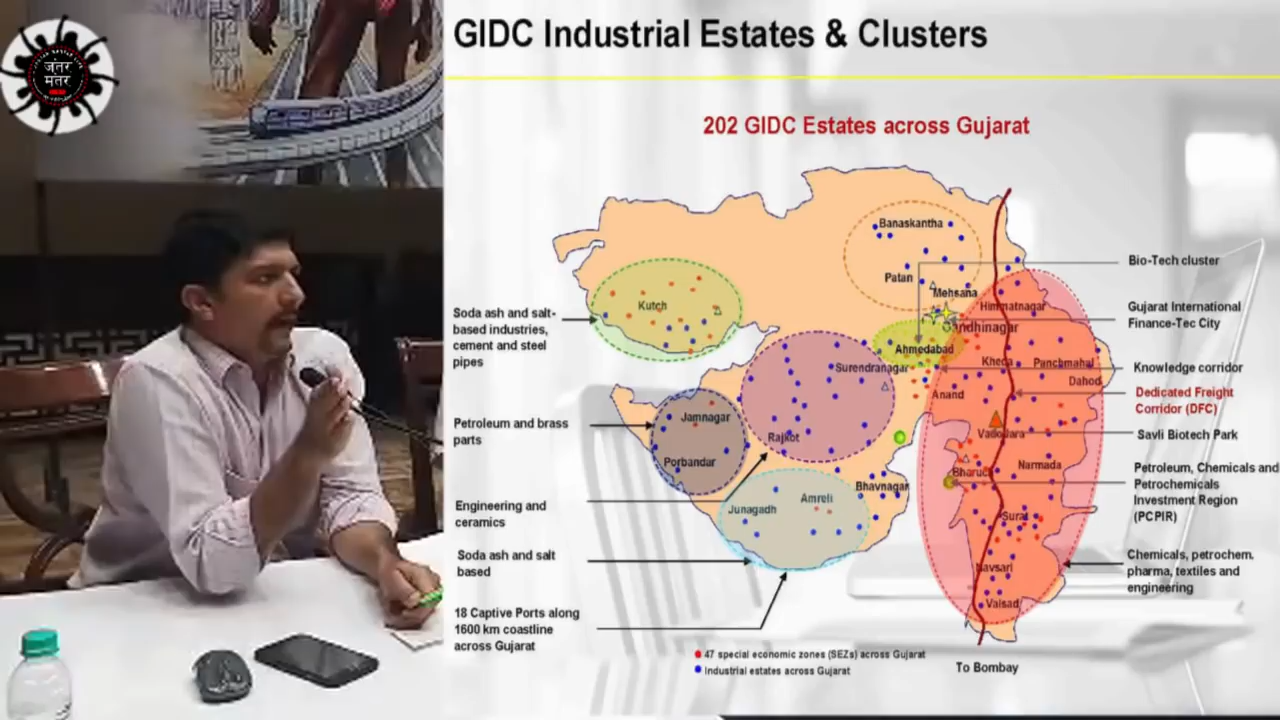 जंतर
मंतर
GIDC Industrial Estates & Clusters
202 GIDC Estates across Gujarat
Banaskantha
Patan
Mehsana
Himmatnagar
Gandhinagar
Ahmedabad
Kutch
Surendranagar
Kheda
Panchmahal
Dahod
Anand
Jamnagar
Rajkot
Vadodara
Porbandar
Bharuch
Narmada
Bhavnagar
Amreli
Junagadh
Surat
Navsari
Valsad
Soda ash and salt-
based industries,
cement and steel
pipes
Petroleum and brass
parts
Engineering and
ceramics
Soda ash and salt
based
18 Captive Ports along
1600 km coastline
across Gujarat
Bio-Tech cluster
Gujarat International
Finance-Tec City
Knowledge corridor
Dedicated Freight
Corridor (DFC)
Savli Biotech Park
Petroleum, Chemicals and
Petrochemicals
Investment Region
(PCPIR)
Chemicals, petrochem.
pharma, textiles and
engineering
47 special economic zones (SEZs) across Gujarat
Industrial estates across Gujarat
To Bombay